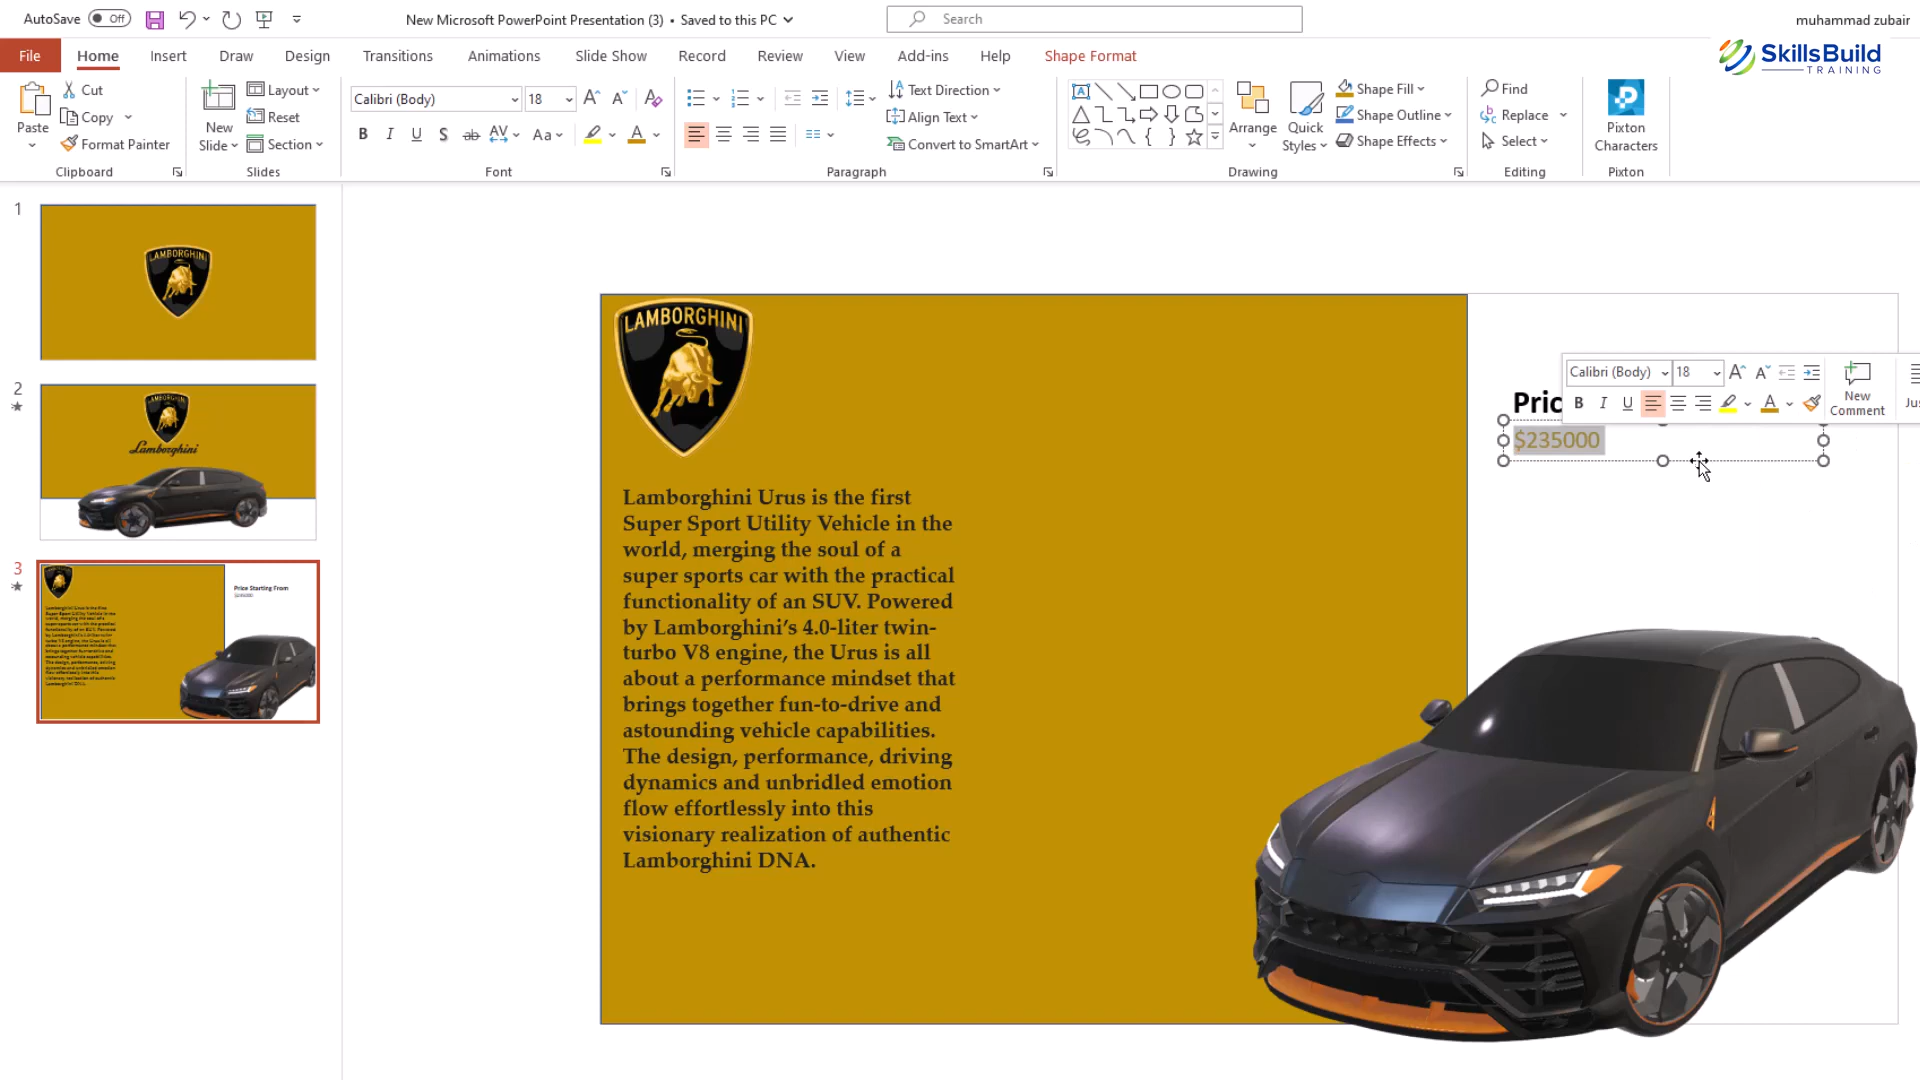 AutoSave Off
New Microsoft PowerPoint Presentation (3) • Saved to this PC
Search
muhammad zubair
File Home Insert Draw Design Transitions Animations Slide Show Record Review View Add-ins Help Shape Format
SkillsBuild
TRAINING
Paste
Cut
Copy
Format Painter
Clipboard
New
Slide
Layout
Reset
Section
Slides
Calibri (Body) 18
B I U S ab AV Aa A
Font
Text Direction
Align Text
Convert to SmartArt
Paragraph
Arrange
Quick
Styles
Shape Fill
Shape Outline
Shape Effects
Drawing
Find
Replace
Select
Editing
Pixton
Characters
Pixton
1
LAMBORGHINI
2
LAMBORGHINI
Lamborghini
3
Price Starting From
$235000
LAMBORGHINI
Lamborghini Urus is the first
Super Sport Utility Vehicle in the
world, merging the soul of a
super sports car with the practical
functionality of an SUV. Powered
by Lamborghini’s 4.0-liter twin-
turbo V8 engine, the Urus is all
about a performance mindset that
brings together fun-to-drive and
astounding vehicle capabilities.
The design, performance, driving
dynamics and unbridled emotion
flow effortlessly into this
visionary realization of authentic
Lamborghini DNA.
Pric
$235000
Calibri (Body) 18
B I U A
New
Comment